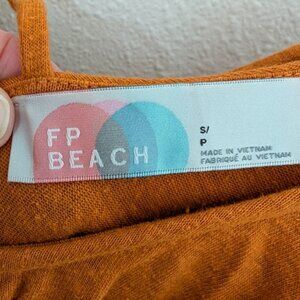 FP
BEACH
S/
P
MADE IN VIETNAM
FABRIQUÉ AU VIETNAM